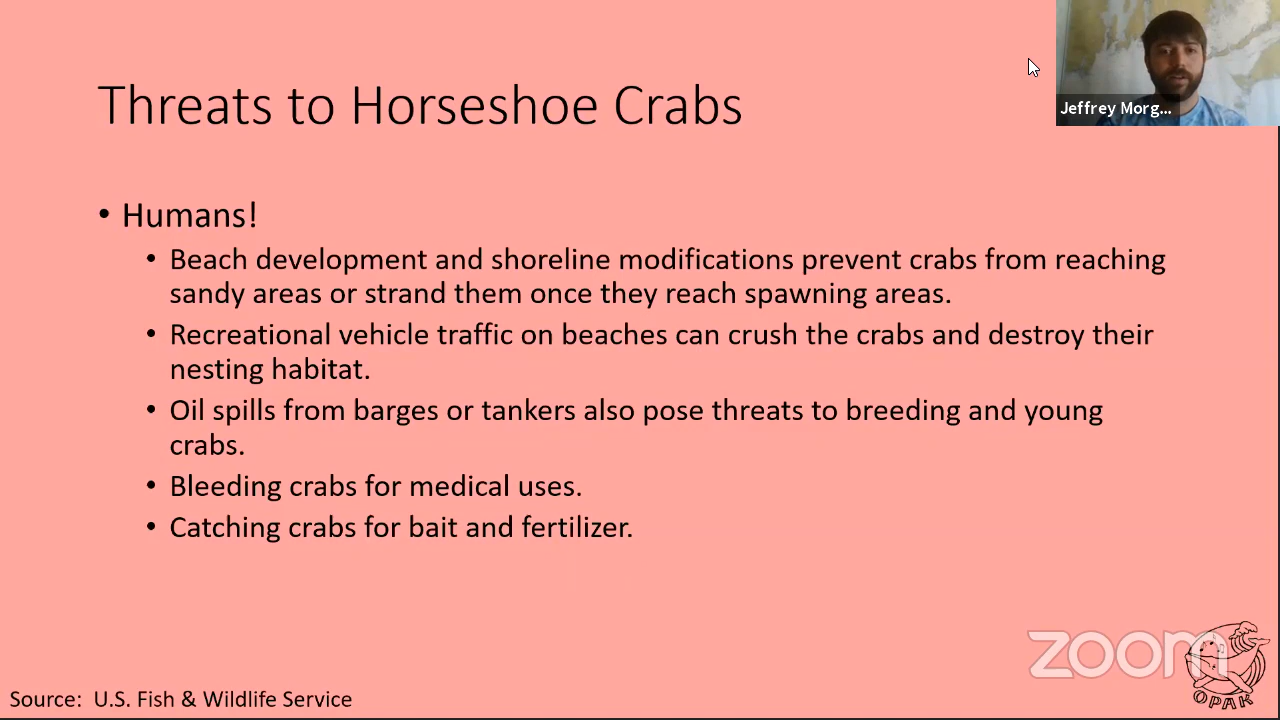 Threats to Horseshoe Crabs
Jeffrey Morg...
• Humans!
• Beach development and shoreline modifications prevent crabs from reaching
sandy areas or strand them once they reach spawning areas.
• Recreational vehicle traffic on beaches can crush the crabs and destroy their
nesting habitat.
• Oil spills from barges or tankers also pose threats to breeding and young
crabs.
• Bleeding crabs for medical uses.
• Catching crabs for bait and fertilizer.
zoom
OPAK
Source:  U.S. Fish & Wildlife Service